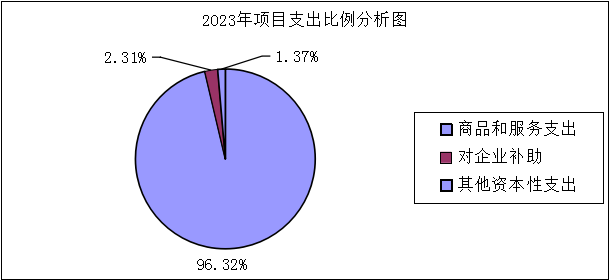 2023年项目支出比例分析图
2.31%
1.37%
商品和服务支出
对企业补助
其他资本性支出
96.32%